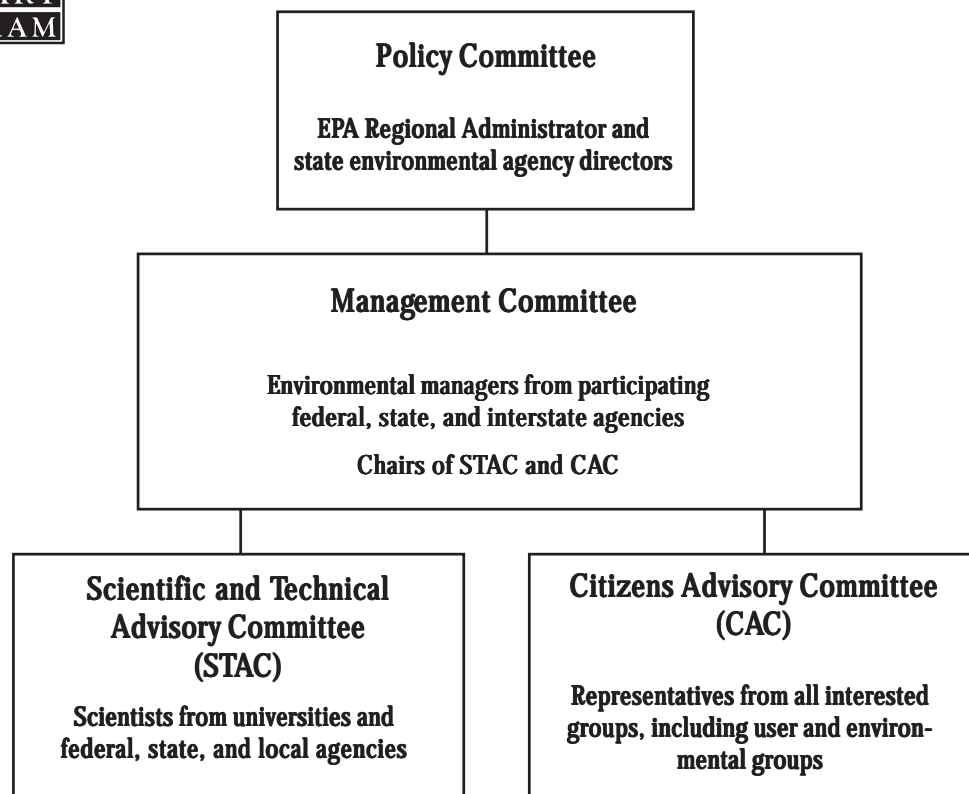 AM
Policy Committee
EPA Regional Administrator and
state environmental agency directors
Management Committee
Environmental managers from participating
federal, state, and interstate agencies
Chairs of STAC and CAC
Scientific and Technical
Advisory Committee
(STAC)
Scientists from universities and
federal, state, and local agencies
Citizens Advisory Committee
(CAC)
Representatives from all interested
groups, including user and environ-
mental groups